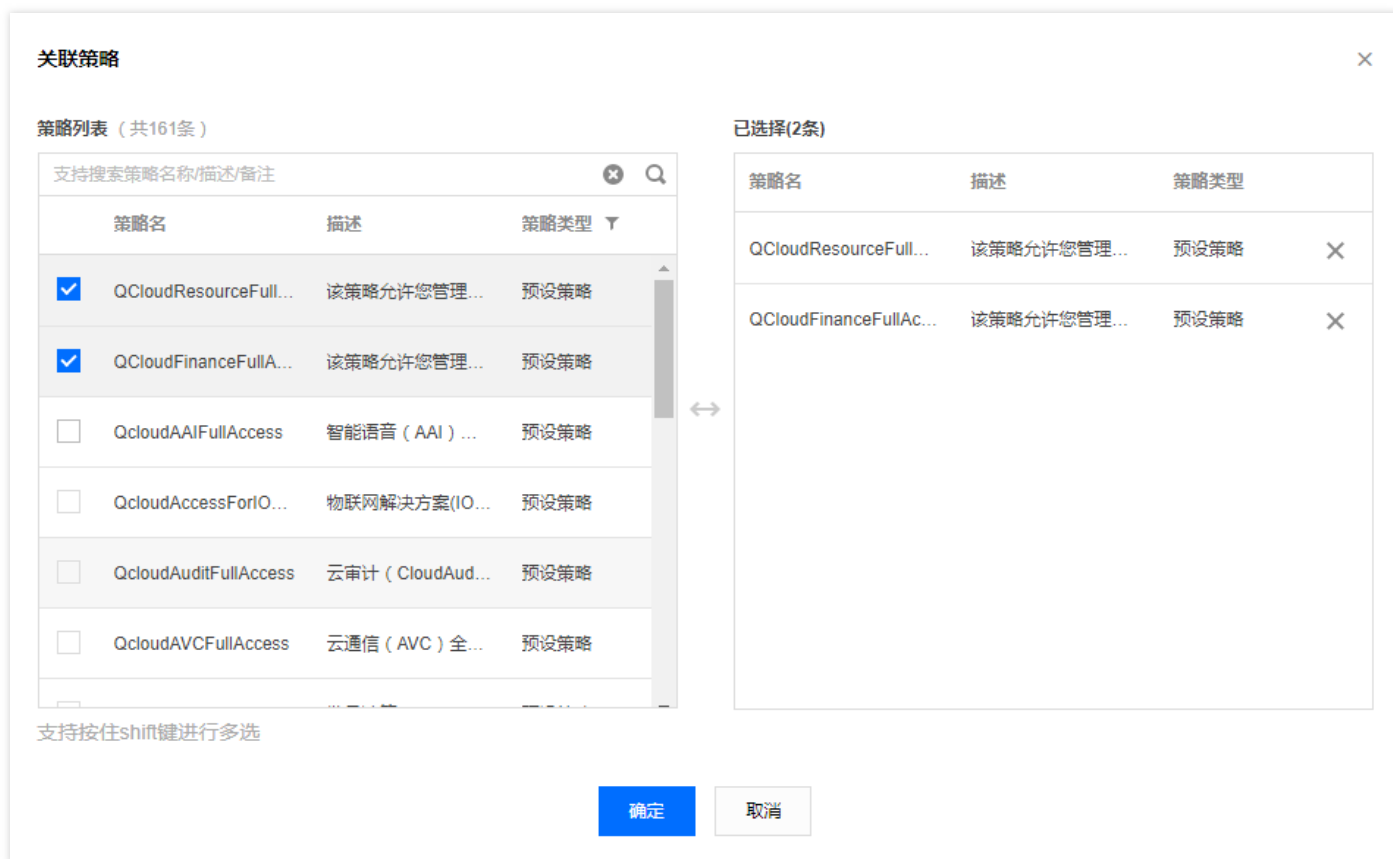 关联策略
策略列表（共161条）
支持搜索策略名称/描述/备注
策略名 描述 策略类型
QCloudResourceFull... 该策略允许您管理... 预设策略
QCloudFinanceFullA... 该策略允许您管理... 预设策略
QcloudAAIFullAccess 智能语音（AAI）... 预设策略
QcloudAccessForIO... 物联网解决方案(IO... 预设策略
QcloudAuditFullAccess 云审计（CloudAud... 预设策略
QcloudAVCFullAccess 云通信（AVC）全... 预设策略
支持按住shift键进行多选
已选择(2条)
策略名 描述 策略类型
QCloudResourceFull... 该策略允许您管理... 预设策略
QCloudFinanceFullAc... 该策略允许您管理... 预设策略
确定 取消